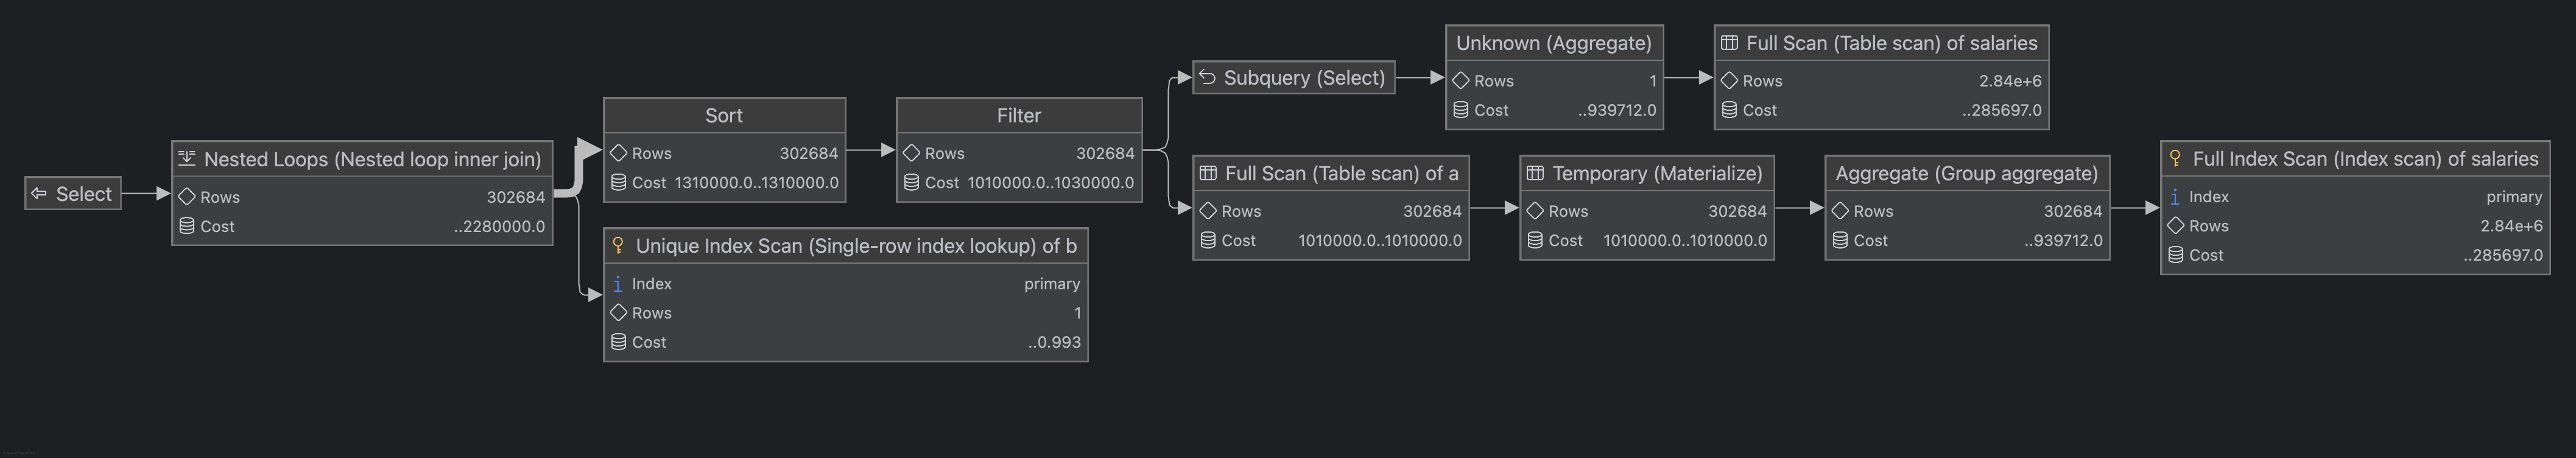 Select
Nested Loops (Nested loop inner join)
Rows 302684
Cost ..2280000.0
Sort
Rows 302684
Cost 1310000.0..1310000.0
Unique Index Scan (Single-row index lookup) of b
i Index primary
Rows 1
Cost ..0.993
Filter
Rows 302684
Cost 1010000.0..1030000.0
Subquery (Select)
Unknown (Aggregate)
Rows 1
Cost ..939712.0
Full Scan (Table scan) of salaries
Rows 2.84e+6
Cost ..285697.0
Full Scan (Table scan) of a
Rows 302684
Cost 1010000.0..1010000.0
Temporary (Materialize)
Rows 302684
Cost 1010000.0..1010000.0
Aggregate (Group aggregate)
Rows 302684
Cost ..939712.0
Full Index Scan (Index scan) of salaries
i Index primary
Rows 2.84e+6
Cost ..285697.0